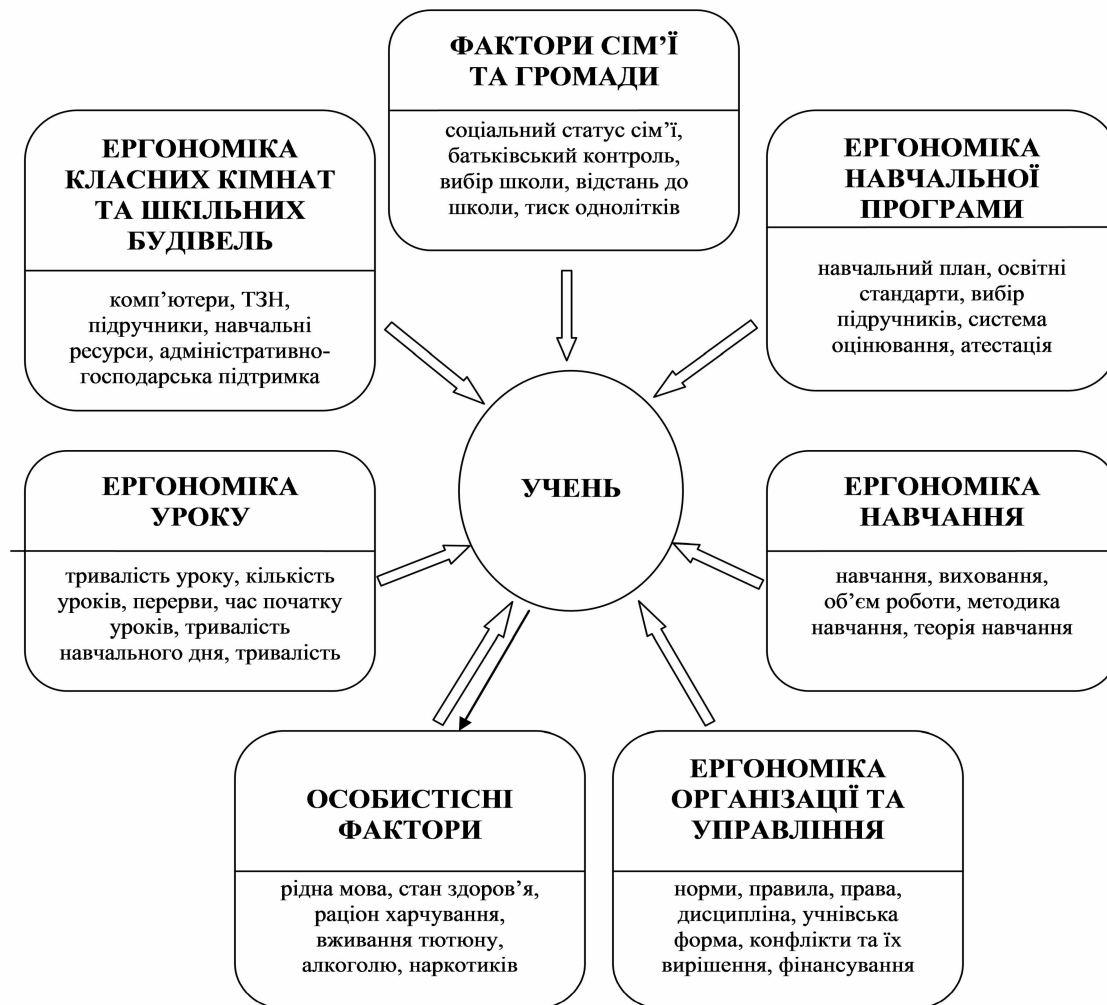 ФАКТОРИ СІМ’Ї
ТА ГРОМАДИ
соціальний статус сім’ї,
батьківський контроль,
вибір школи, відстань до
школи, тиск однолітків
ЕРГОНОМІКА
КЛАСНИХ КІМНАТ
ТА ШКІЛЬНИХ
БУДІВЕЛЬ
комп’ютери, ТЗН,
підручники, навчальні
ресурси, адміністративно-
господарська підтримка
ЕРГОНОМІКА
НАВЧАЛЬНОЇ
ПРОГРАМИ
навчальний план, освітні
стандарти, вибір
підручників, система
оцінювання, атестація
ЕРГОНОМІКА
УРОКУ
тривалість уроку, кількість
уроків, перерви, час початку
уроків, тривалість
навчального дня, тривалість
УЧЕНЬ
ЕРГОНОМІКА
НАВЧАННЯ
навчання, виховання,
об’єм роботи, методика
навчання, теорія навчання
ОСОБИСТІСНІ
ФАКТОРИ
рідна мова, стан здоров’я,
раціон харчування,
вживання тютюну,
алкоголю, наркотиків
ЕРГОНОМІКА
ОРГАНІЗАЦІЇ ТА
УПРАВЛІННЯ
норми, правила, права,
дисципліна, учнівська
форма, конфлікти та їх
вирішення, фінансування